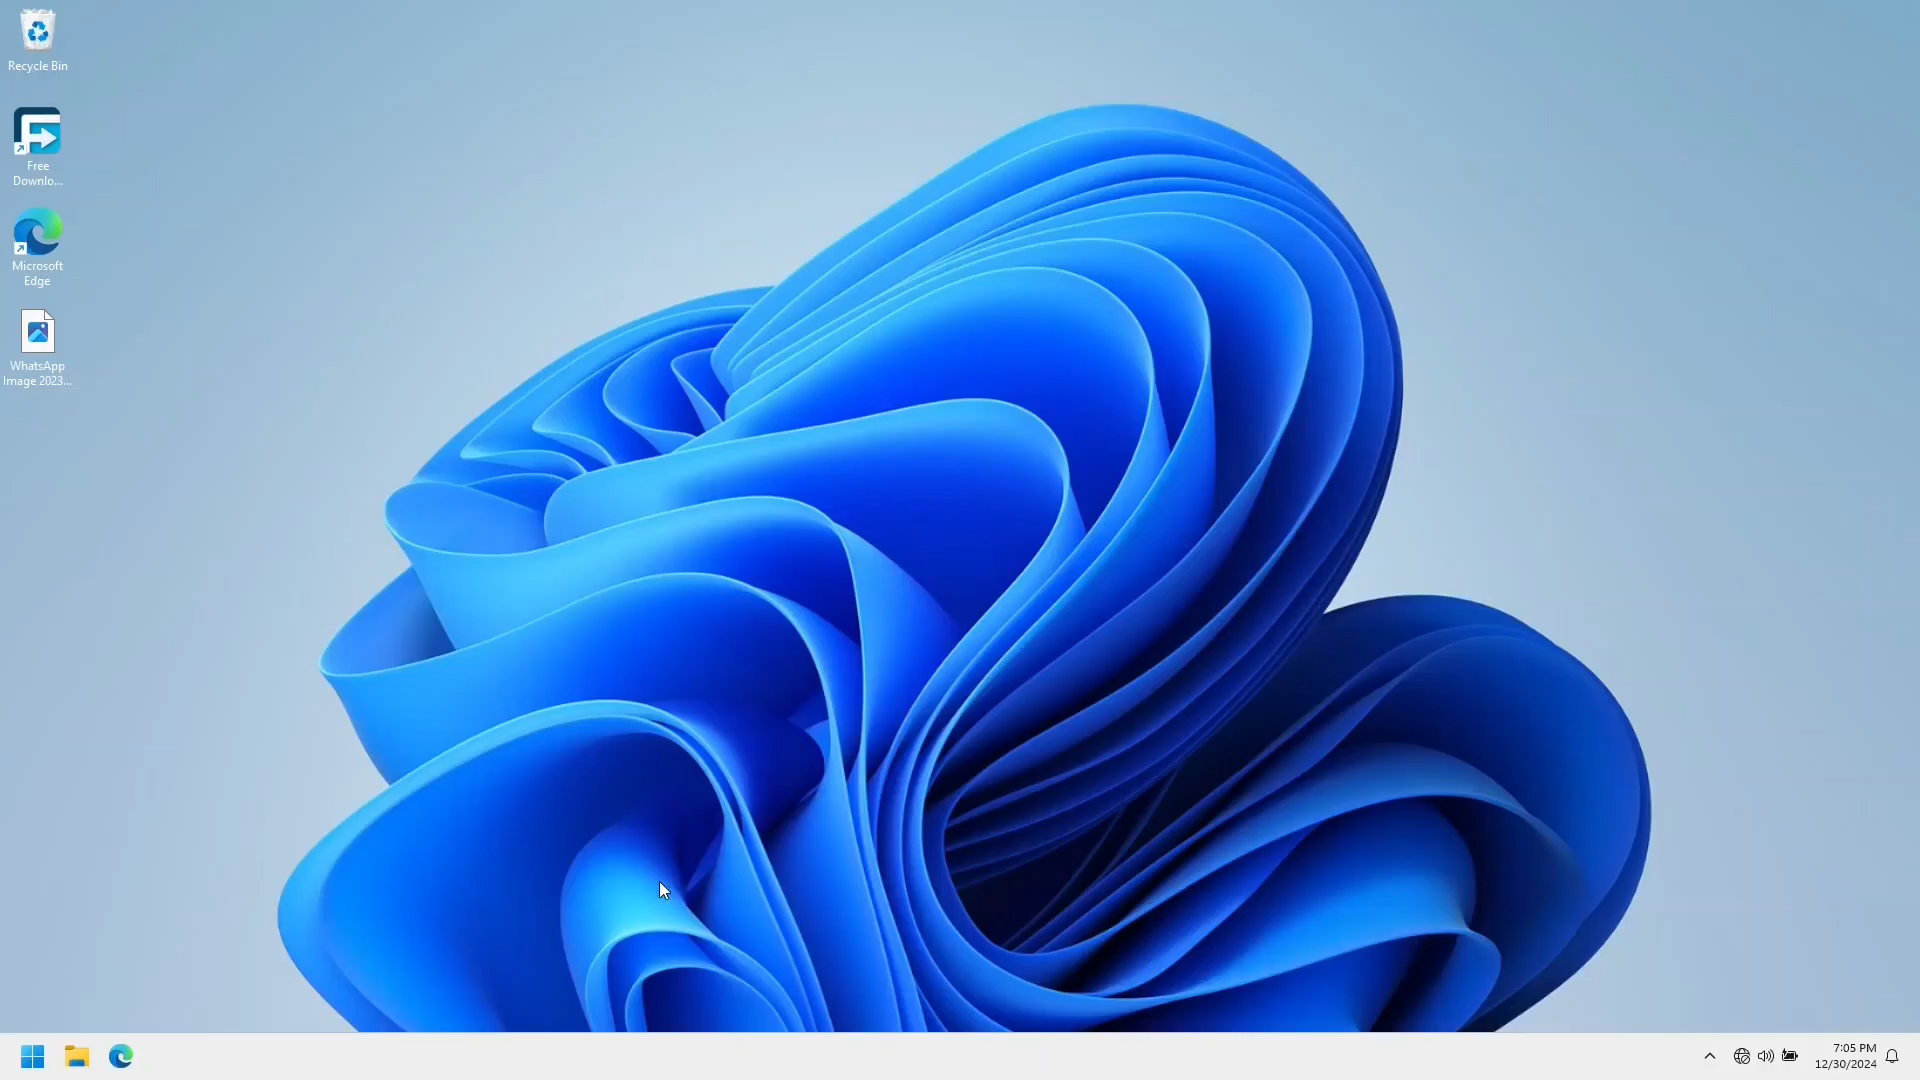 Recycle Bin
Free
Downlo...
Microsoft
Edge
WhatsApp
Image 2023...
7:05 PM
12/30/2024